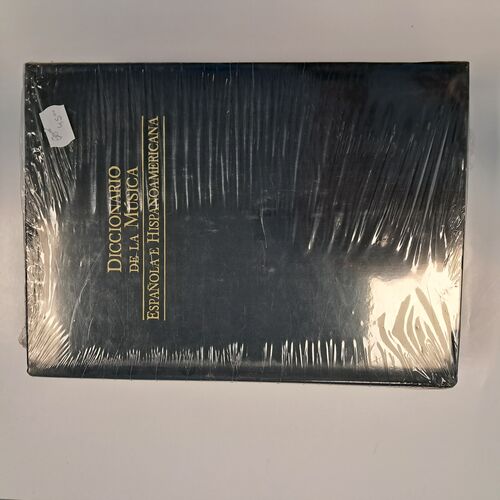 DICCIONARIO
DE LA MÚSICA
ESPAÑOLA E HISPANOAMERICANA